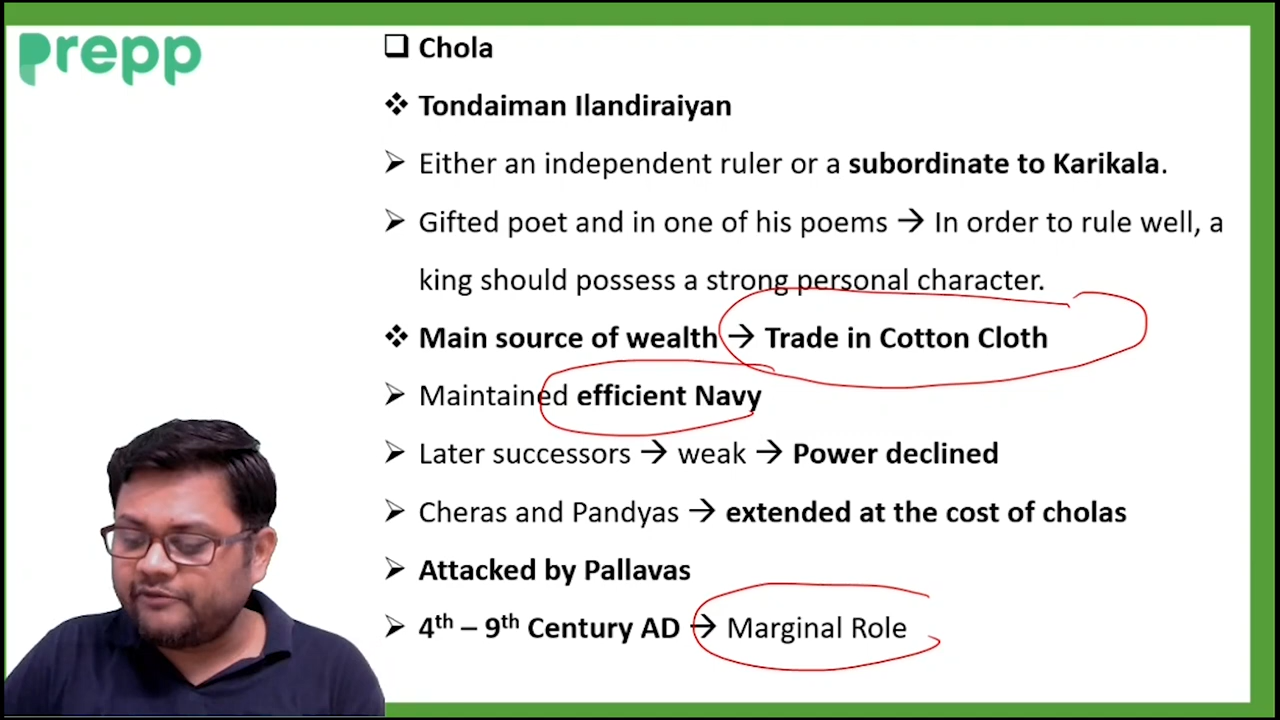 prepp
❑ Chola
❖ Tondaiman Ilandiraiyan
➢ Either an independent ruler or a subordinate to Karikala.
➢ Gifted poet and in one of his poems → In order to rule well, a
king should possess a strong personal character.
❖ Main source of wealth → Trade in Cotton Cloth
➢ Maintained efficient Navy
➢ Later successors → weak → Power declined
➢ Cheras and Pandyas → extended at the cost of cholas
➢ Attacked by Pallavas
➢ 4th – 9th Century AD → Marginal Role